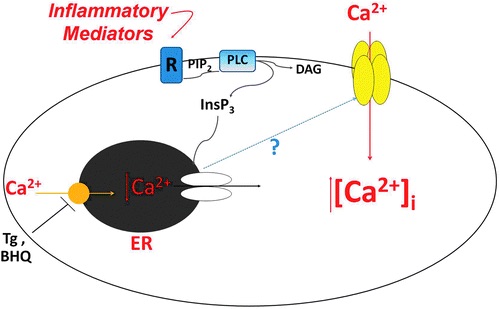 Inflammatory
Mediators
Ca²⁺
R
PIP₂
PLC
DAG
InsP₃
?
Ca²⁺
Ca²⁺
[Ca²⁺]ᵢ
ER
Tg ,
BHQ